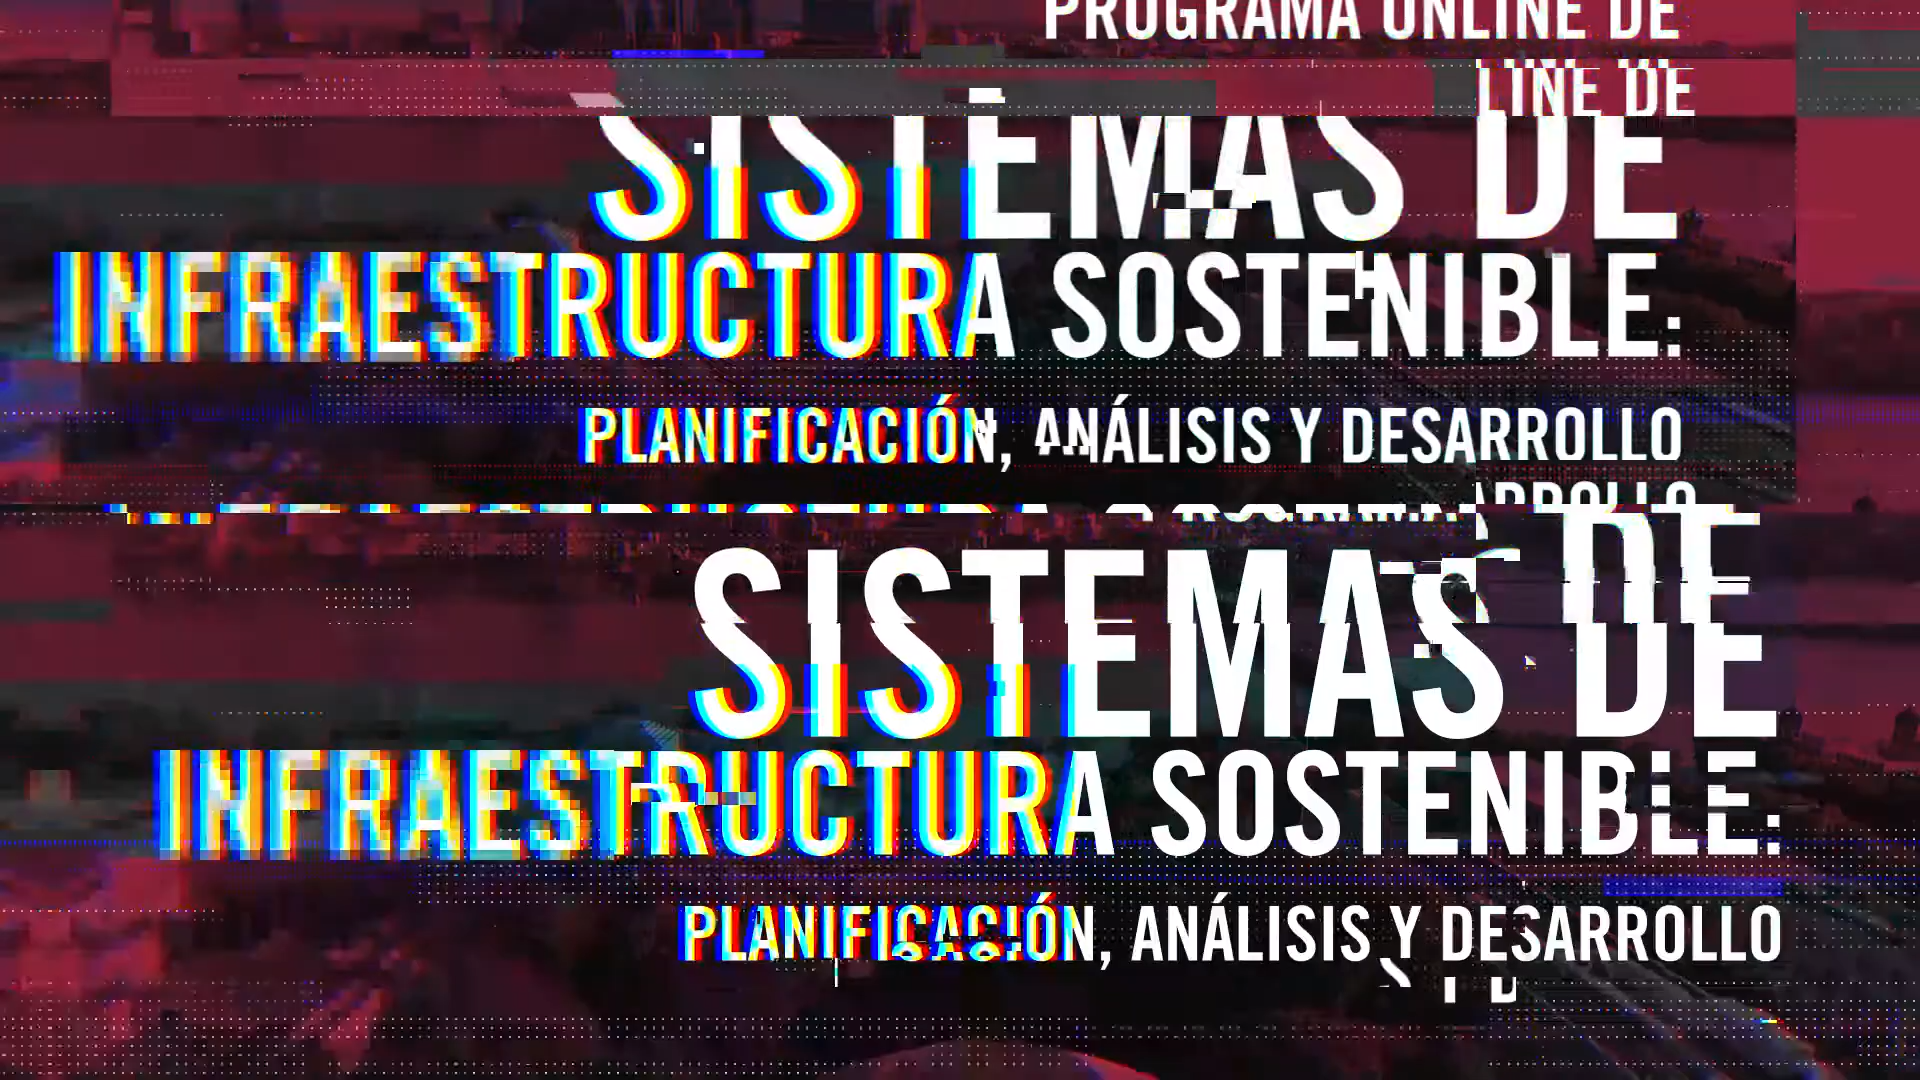 PROGRAMA ONLINE DE
LINE DE
SISTEMAS DE
INFRAESTRUCTURA SOSTENIBLE:
PLANIFICACIÓN, ANÁLISIS Y DESARROLLO
SISTEMAS DE
INFRAESTRUCTURA SOSTENIBLE:
PLANIFICACIÓN, ANÁLISIS Y DESARROLLO